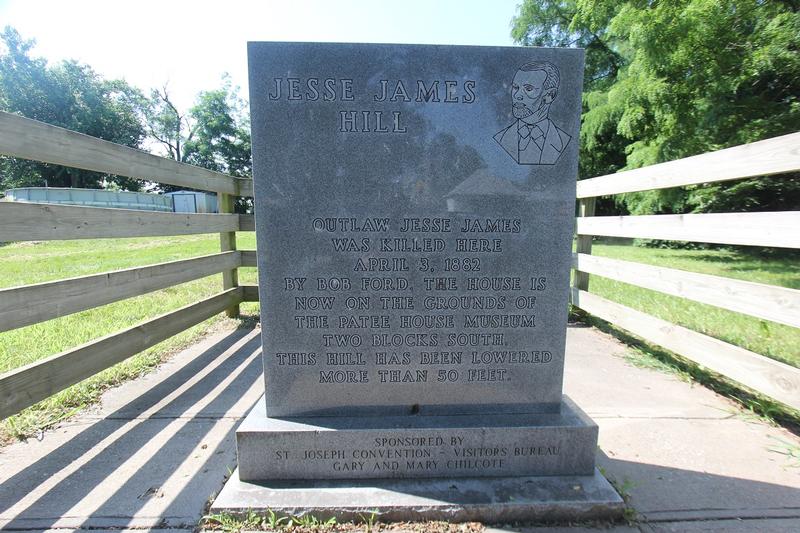 JESSE JAMES
HILL
OUTLAW JESSE JAMES
WAS KILLED HERE
APRIL 3, 1882
BY BOB FORD. THE HOUSE IS
NOW ON THE GROUNDS OF
THE PATEE HOUSE MUSEUM
TWO BLOCKS SOUTH.
THIS HILL HAS BEEN LOWERED
MORE THAN 50 FEET.
SPONSORED BY
ST. JOSEPH CONVENTION - VISITORS BUREAU
GARY AND MARY CHILCOTE